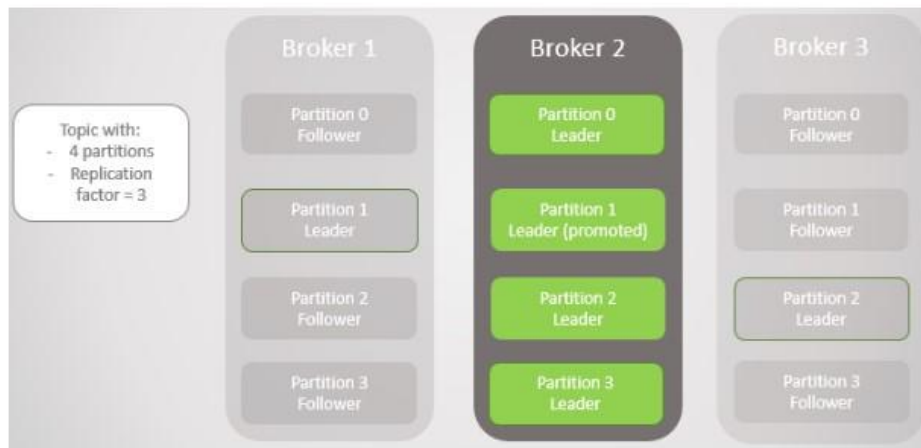 Broker 1
Broker 2
Broker 3
Topic with:
- 4 partitions
- Replication
factor = 3
Partition 0
Follower
Partition 0
Leader
Partition 0
Follower
Partition 1
Leader
Partition 1
Leader (promoted)
Partition 1
Follower
Partition 2
Follower
Partition 2
Leader
Partition 2
Leader
Partition 3
Follower
Partition 3
Leader
Partition 3
Follower